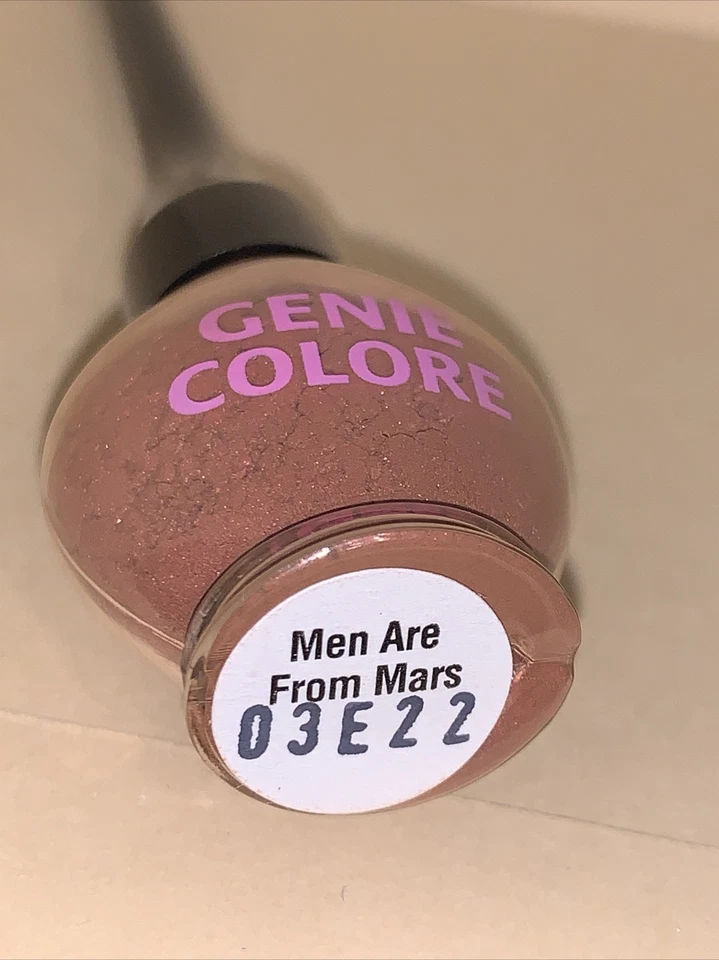 GENIE
COLORE
Men Are
From Mars
03E22